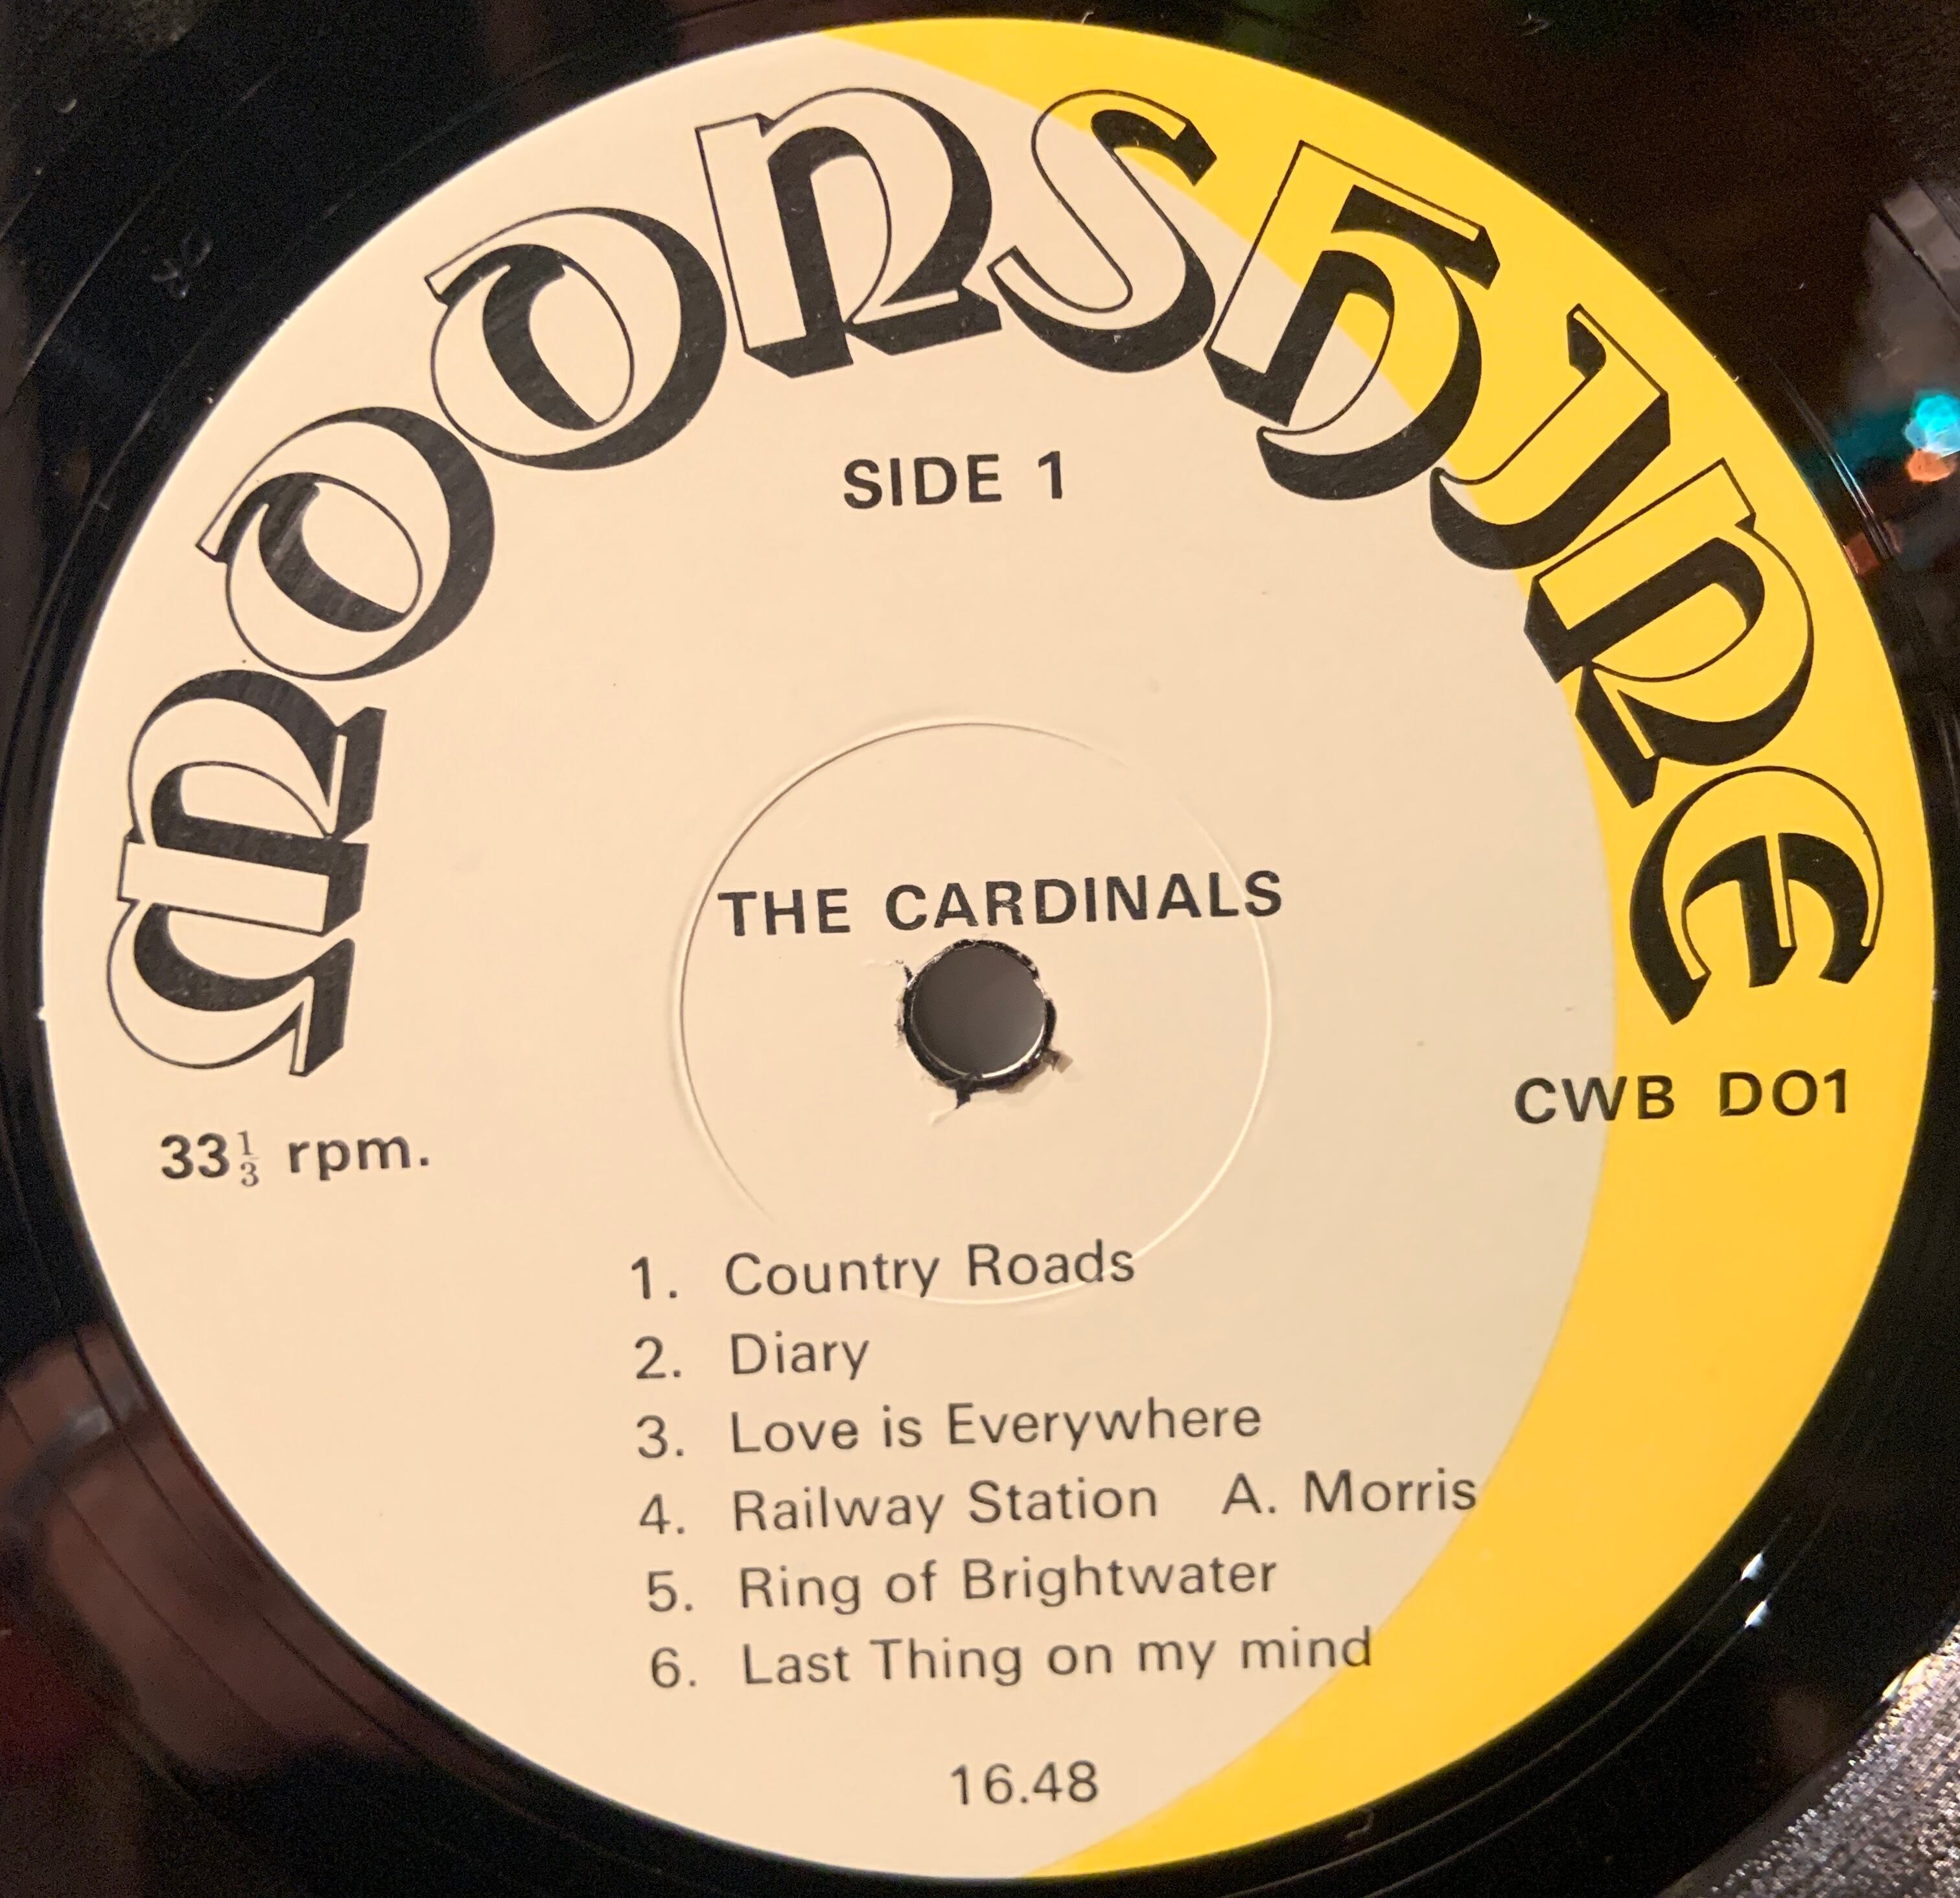 moonshine
SIDE 1
THE CARDINALS
CWB DO1
33⅓ rpm.
1. Country Roads
2. Diary
3. Love is Everywhere
4. Railway Station A. Morris
5. Ring of Brightwater
6. Last Thing on my mind
16.48